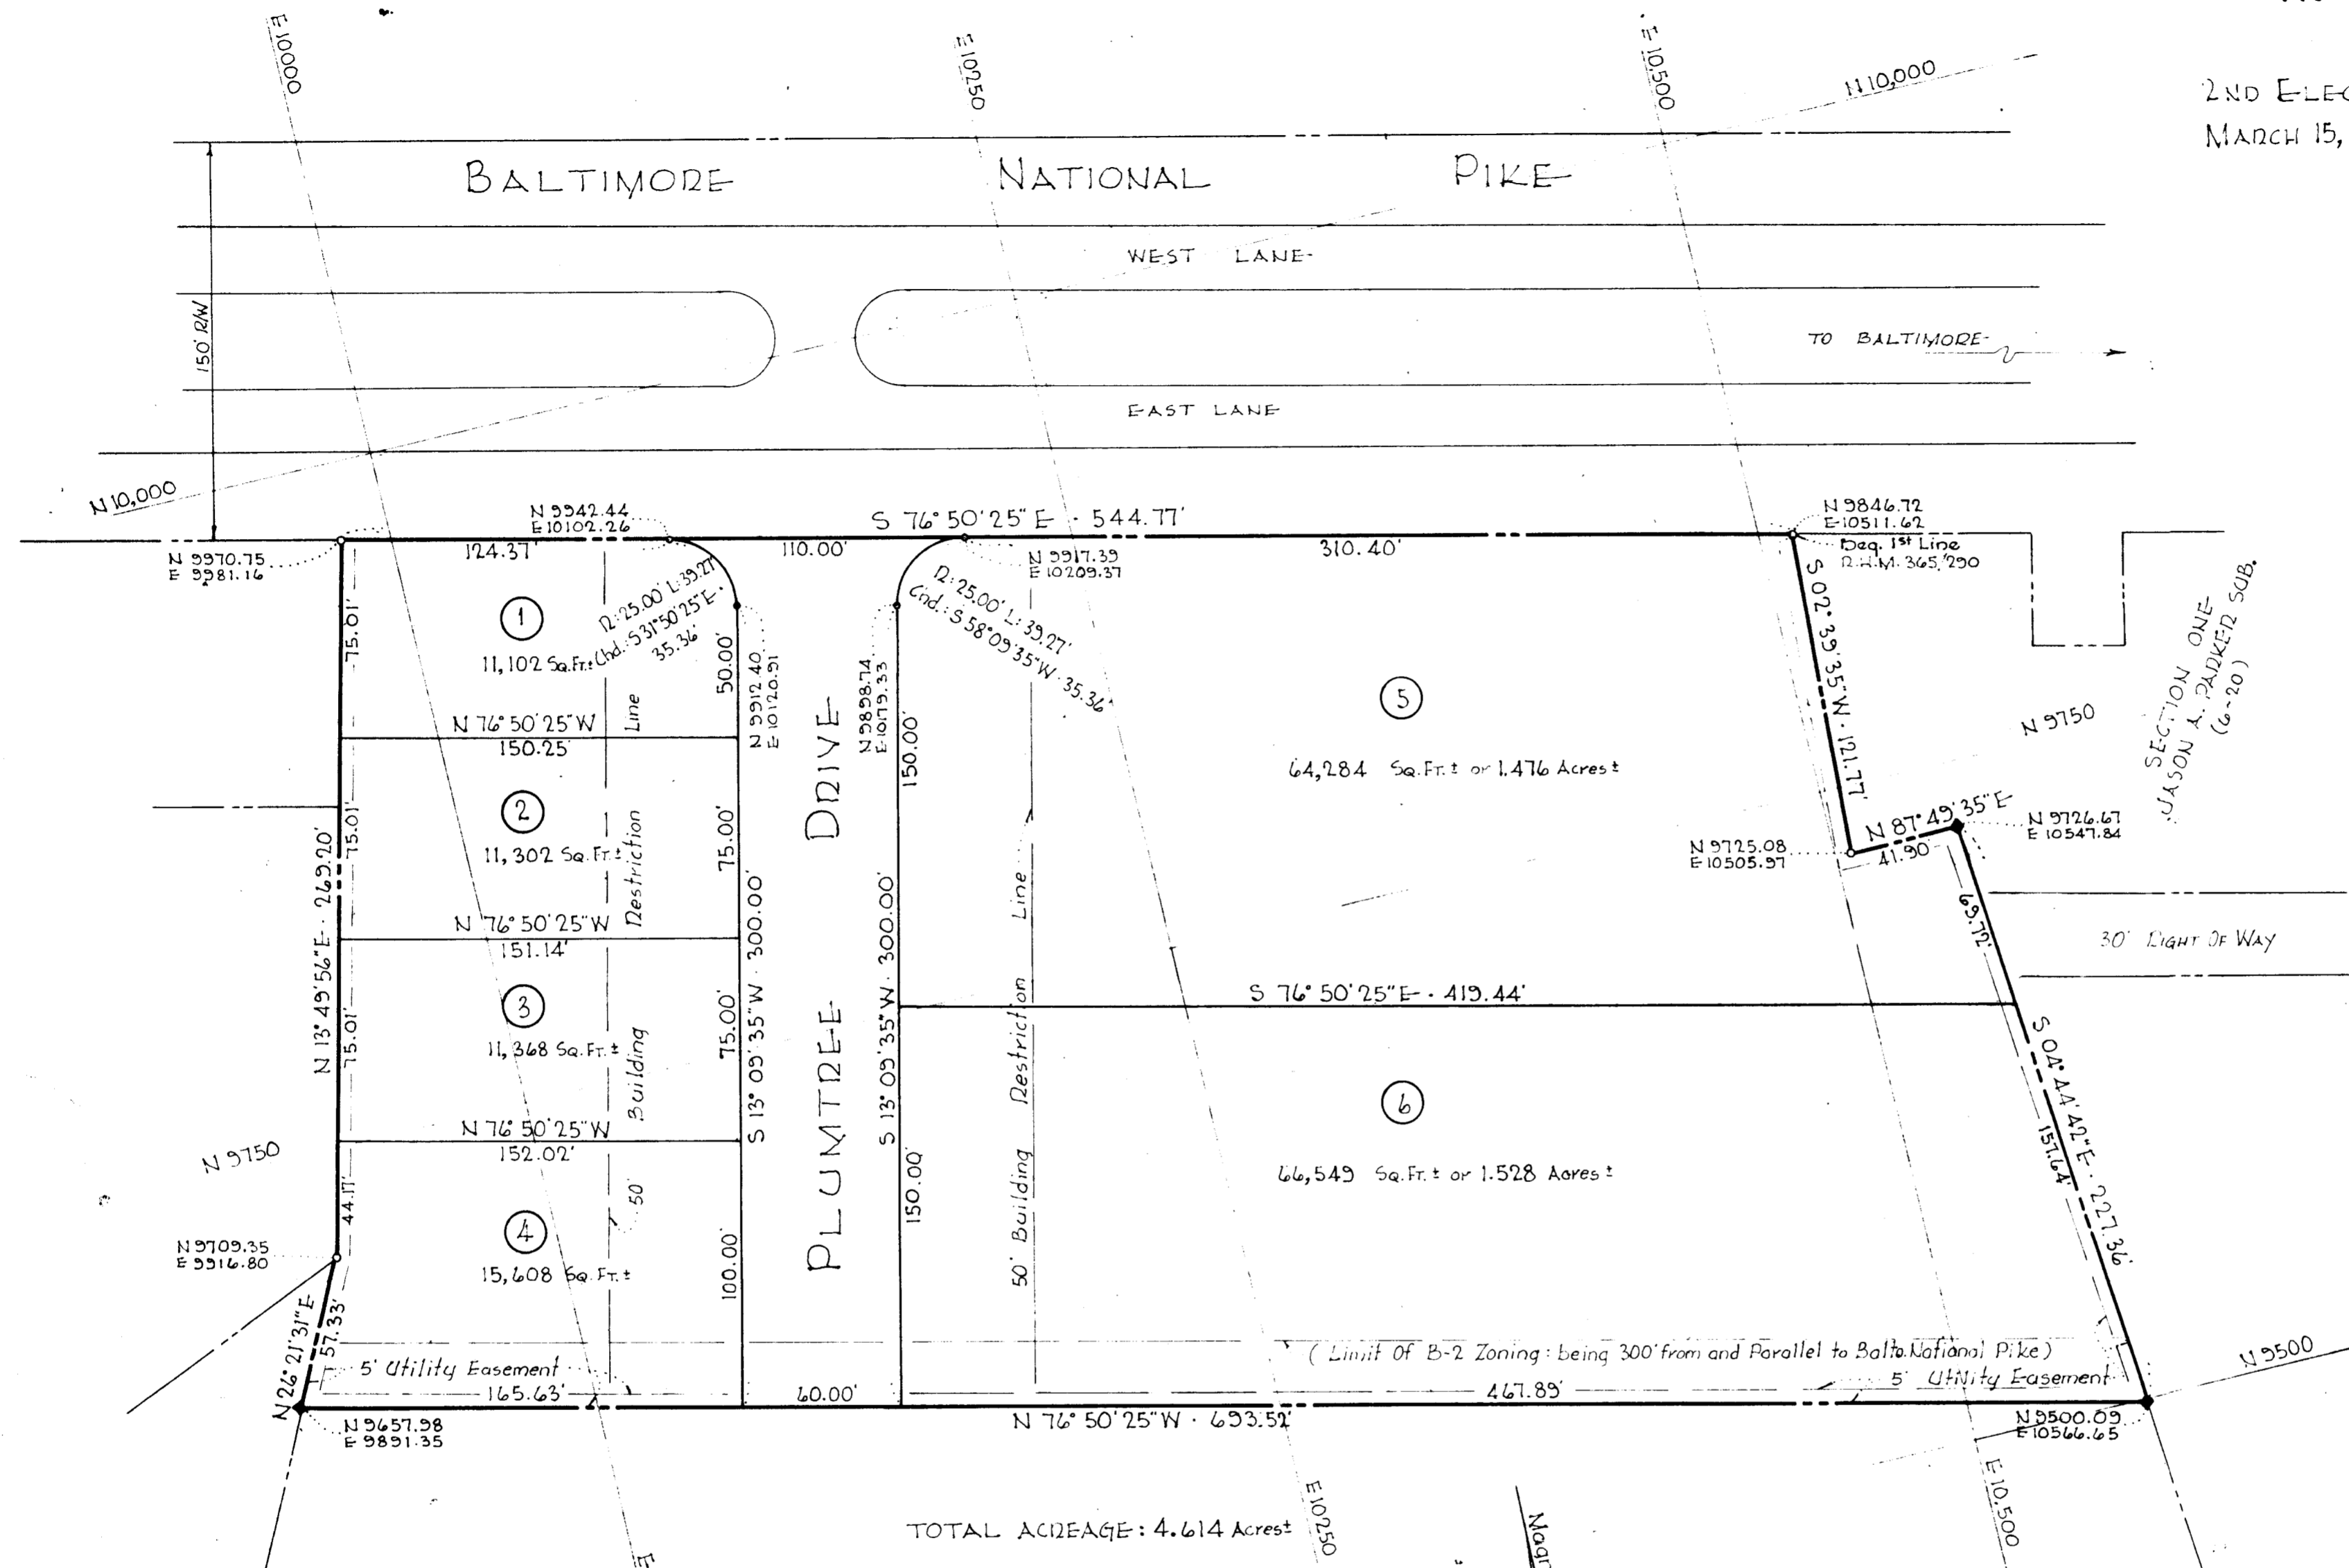 E 10000
E 10250
E 10,500
N 10,000
2ND ELEC
MARCH 15,
BALTIMORE NATIONAL PIKE
WEST LANE
150' R/W
TO BALTIMORE
EAST LANE
N 10,000
N 9970.75
E 9981.16
N 9942.44
E 10102.26
S 76° 50' 25" E · 544.77'
124.37'
110.00'
310.40'
N 9917.39
E 10209.37
N 9846.72
E 10511.62
Beg. 1st Line
R.H.M. 365/290
75.01'
1
11,102 Sq. Ft. ±
R: 25.00' L: 39.27'
Chd.: S 31° 50' 25" E
35.36'
50.00'
N 9912.40
E 10120.91
N 9898.74
E 10179.33
R: 25.00' L: 39.27'
Chd.: S 58° 09' 35" W · 35.36'
150.00'
5
64,284 Sq. Ft. ± or 1.476 Acres ±
S 02° 39' 35" W · 121.77'
SECTION ONE
JASON A. PARKER SUB.
(6-20)
N 9750
N 76° 50' 25" W
150.25'
2
11,302 Sq. Ft. ±
75.01'
75.00'
N 13° 49' 56" E · 269.20'
N 9725.08
E 10505.97
N 87° 49' 35" E
41.90'
N 9726.67
E 10547.84
69.72'
30' RIGHT OF WAY
N 76° 50' 25" W
151.14'
3
11,368 Sq. Ft. ±
75.01'
75.00'
S 13° 09' 35" W · 300.00'
S 13° 09' 35" W · 300.00'
PLUMTREE DRIVE
50' Building Restriction Line
50' Building Restriction Line
S 76° 50' 25" E · 419.44'
S 04° 44' 42" E · 227.36'
157.64'
N 76° 50' 25" W
152.02'
N 9750
44.17'
4
15,608 Sq. Ft. ±
100.00'
150.00'
6
66,549 Sq. Ft. ± or 1.528 Acres ±
N 9709.35
E 9916.80
N 26° 21' 31" E
57.33'
5' Utility Easement
165.63'
60.00'
(Limit Of B-2 Zoning: being 300' from and Parallel to Balto. National Pike)
5' Utility Easement
467.89'
N 9500
N 9657.98
E 9891.35
N 76° 50' 25" W · 693.52'
N 9500.09
E 10566.65
E 10250
E 10,500
TOTAL ACREAGE: 4.614 Acres ±
E
Magn